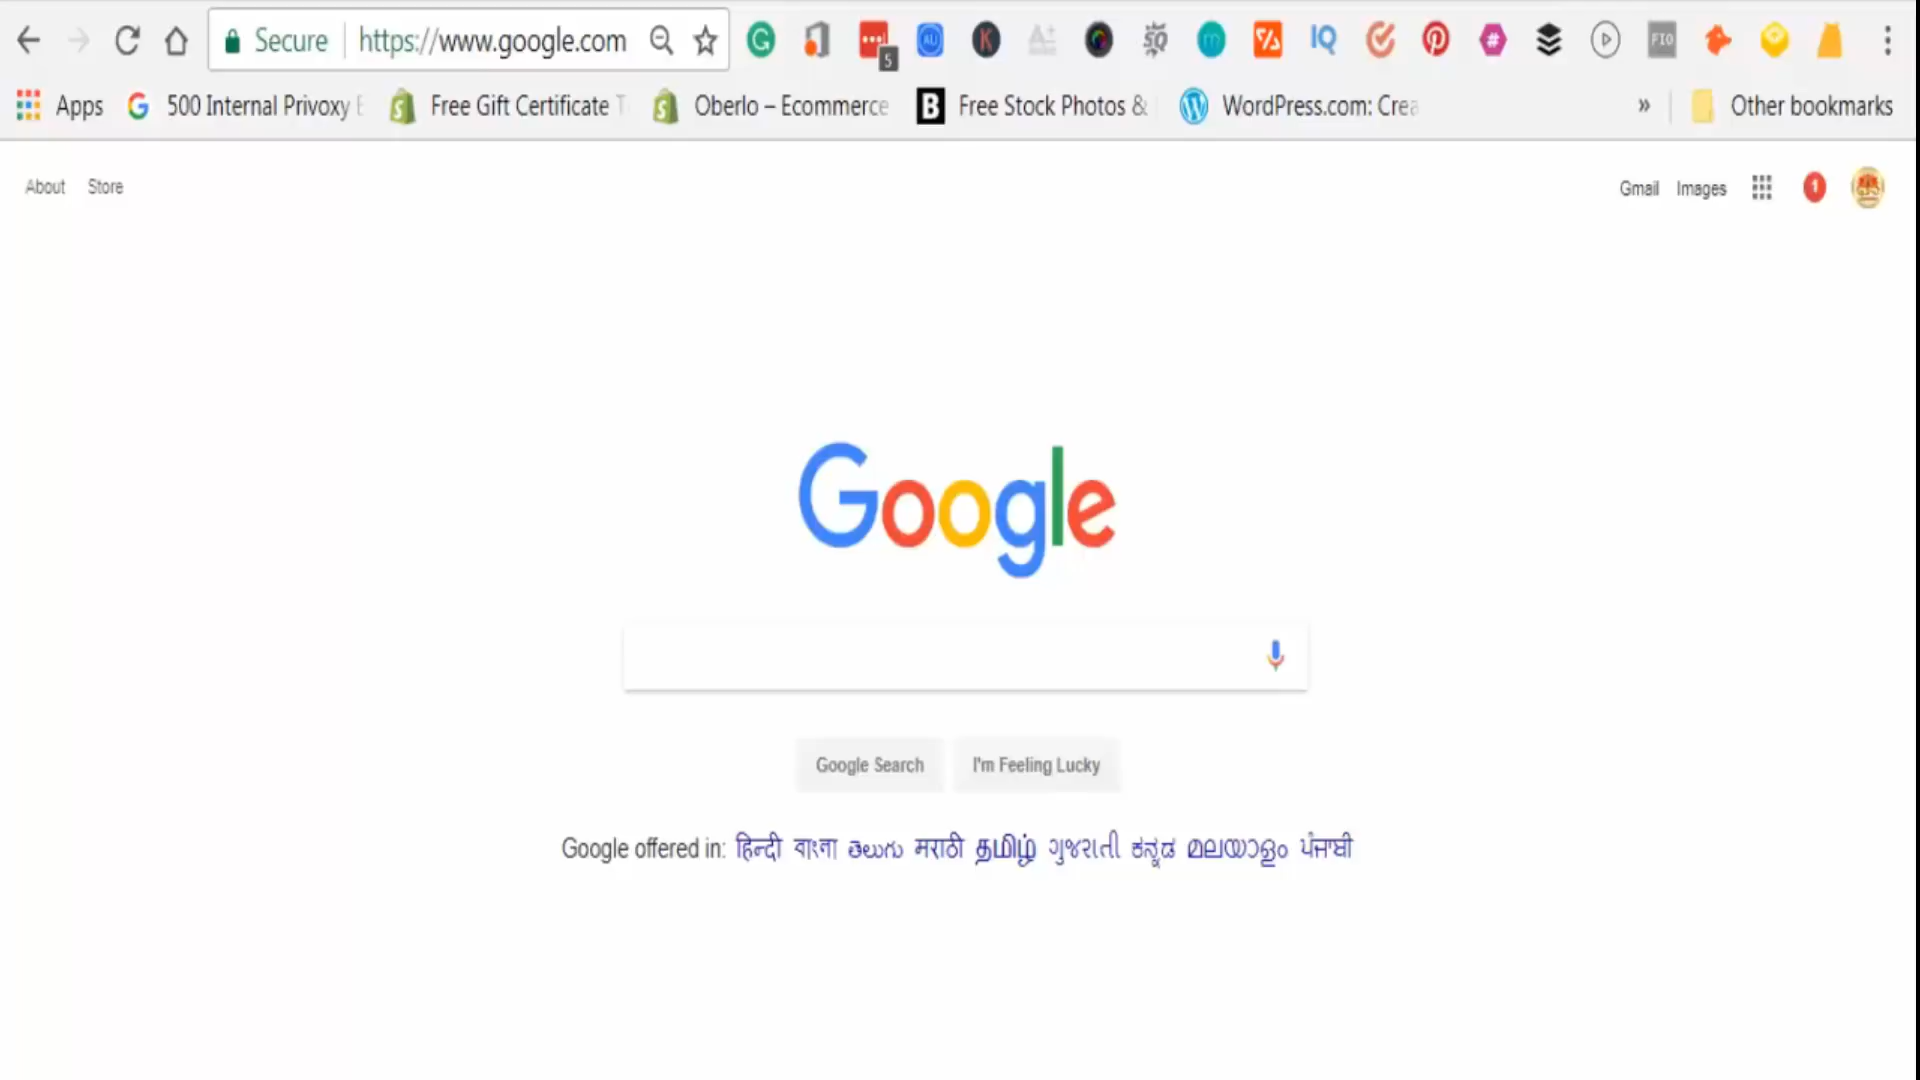 Secure https://www.google.com
Apps 500 Internal Privoxy Free Gift Certificate Oberlo – Ecommerce Free Stock Photos & WordPress.com: Crea » Other bookmarks
About Store Gmail Images 1
Google
Google Search I'm Feeling Lucky
Google offered in: हिन्दी বাংলা తెలుగు मराठी தமிழ் ગુજરાતી ಕನ್ನಡ മലയാളം ਪੰਜਾਬੀ